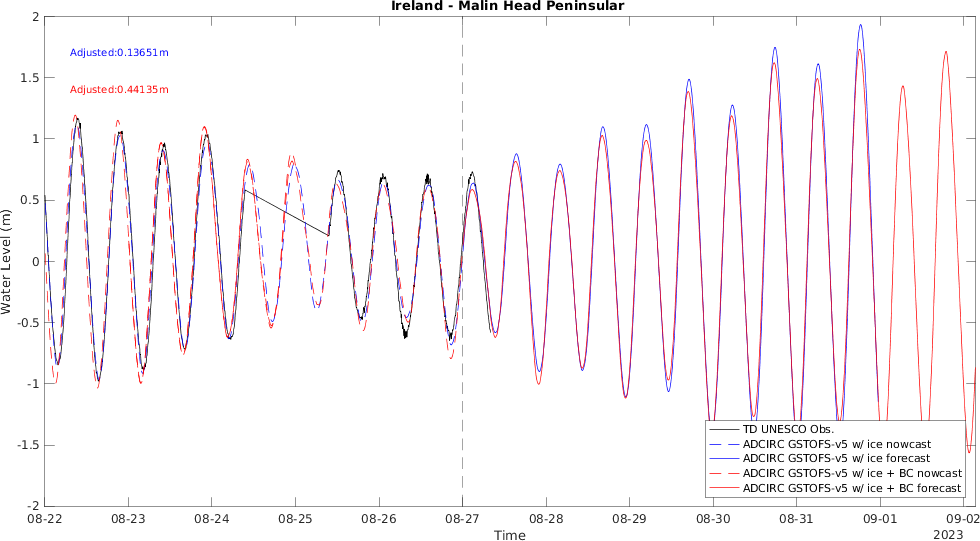 Ireland - Malin Head Peninsular
Adjusted:0.13651m
Adjusted:0.44135m
Water Level (m)
2
1.5
1
0.5
0
-0.5
-1
-1.5
-2
TD UNESCO Obs.
ADCIRC GSTOFS-v5 w/ ice nowcast
ADCIRC GSTOFS-v5 w/ ice forecast
ADCIRC GSTOFS-v5 w/ ice + BC nowcast
ADCIRC GSTOFS-v5 w/ ice + BC forecast
08-22 08-23 08-24 08-25 08-26 08-27 08-28 08-29 08-30 08-31 09-01 09-02
Time
2023